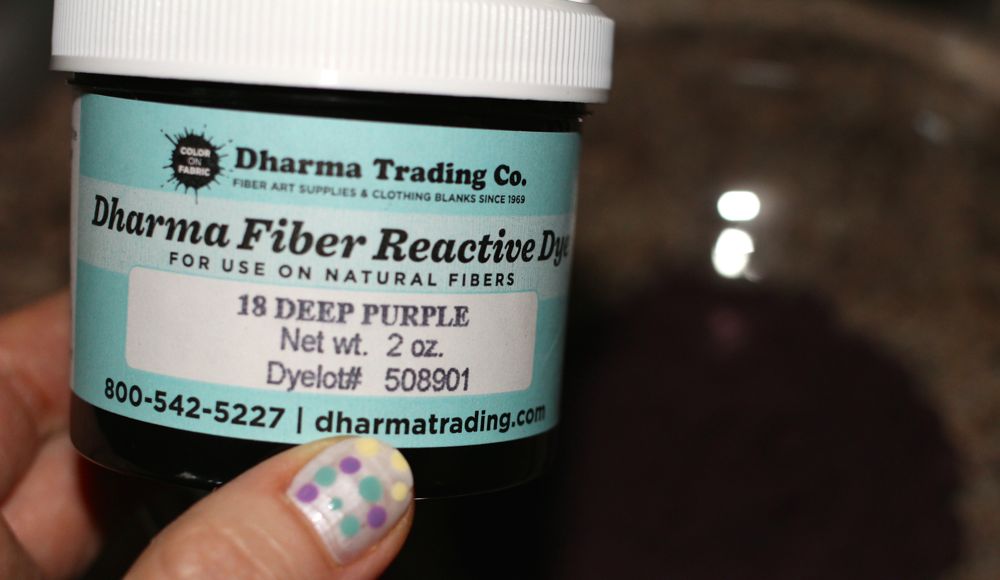 COLOR
ON
FABRIC
Dharma Trading Co.
FIBER ART SUPPLIES & CLOTHING BLANKS SINCE 1969
Dharma Fiber Reactive Dye
FOR USE ON NATURAL FIBERS
18 DEEP PURPLE
Net wt. 2 oz.
Dyelot# 508901
800-542-5227 | dharmatrading.com